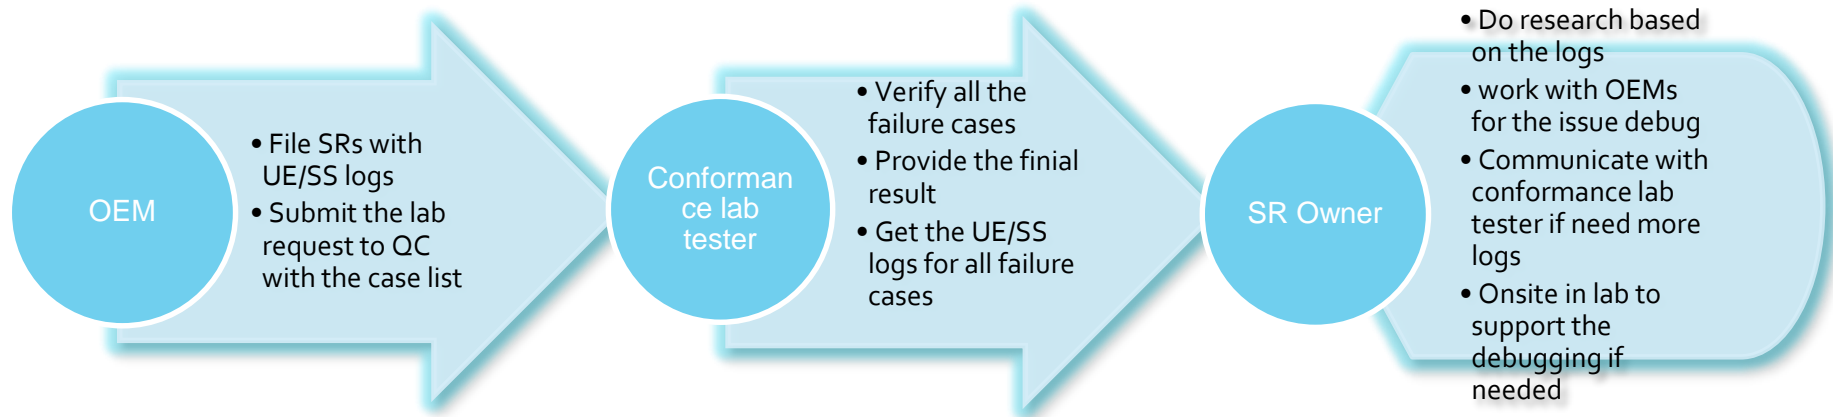 OEM
• File SRs with
UE/SS logs
• Submit the lab
request to QC
with the case list
Conforman
ce lab
tester
• Verify all the
failure cases
• Provide the finial
result
• Get the UE/SS
logs for all failure
cases
SR Owner
• Do research based
on the logs
• work with OEMs
for the issue debug
• Communicate with
conformance lab
tester if need more
logs
• Onsite in lab to
support the
debugging if
needed